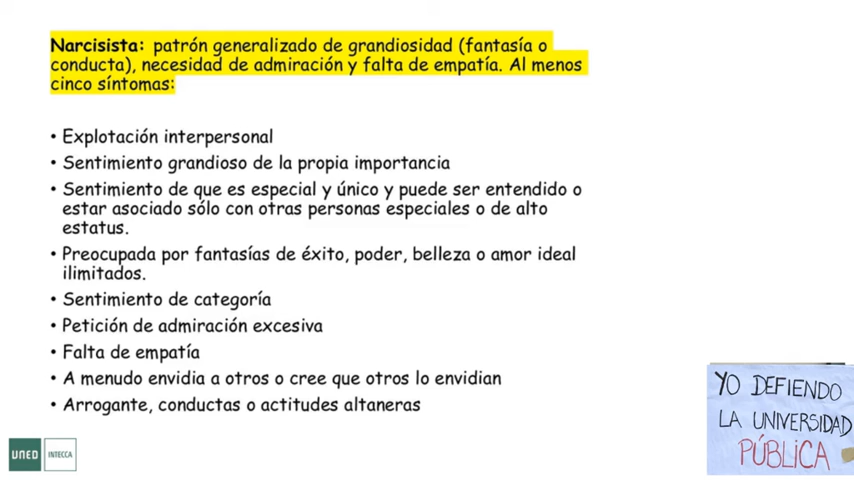 Narcisista: patrón generalizado de grandiosidad (fantasía o
conducta), necesidad de admiración y falta de empatía. Al menos
cinco síntomas:
• Explotación interpersonal
• Sentimiento grandioso de la propia importancia
• Sentimiento de que es especial y único y puede ser entendido o
estar asociado sólo con otras personas especiales o de alto
estatus.
• Preocupada por fantasías de éxito, poder, belleza o amor ideal
ilimitados.
• Sentimiento de categoría
• Petición de admiración excesiva
• Falta de empatía
• A menudo envidia a otros o cree que otros lo envidian
• Arrogante, conductas o actitudes altaneras
YO DEFIENDO
LA UNIVERSIDAD
PÚBLICA
UNED INTECCA